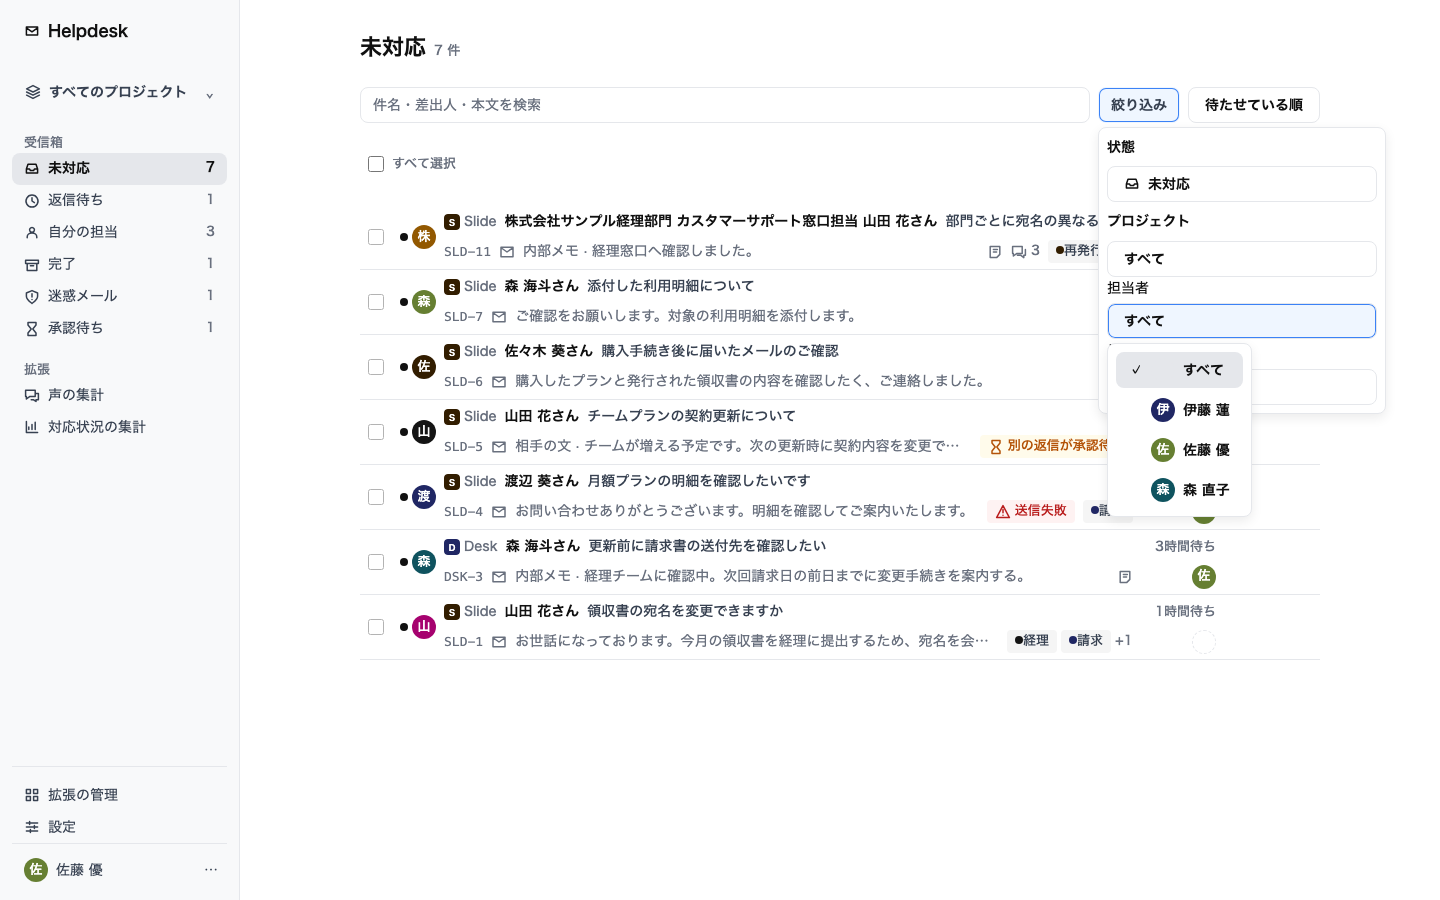 Helpdesk
すべてのプロジェクト
受信箱
未対応 7
返信待ち 1
自分の担当 3
完了 1
迷惑メール 1
承認待ち 1
拡張
声の集計
対応状況の集計
拡張の管理
設定
佐 佐藤 優 …
未対応 7 件
件名・差出人・本文を検索
絞り込み
待たせている順
すべて選択
株 S Slide 株式会社サンプル経理部門 カスタマーサポート窓口担当 山田 花さん 部門ごとに宛名の異なる
SLD-11 内部メモ · 経理窓口へ確認しました。 3 再発行
森 S Slide 森 海斗さん 添付した利用明細について
SLD-7 ご確認をお願いします。対象の利用明細を添付します。
佐 S Slide 佐々木 葵さん 購入手続き後に届いたメールのご確認
SLD-6 購入したプランと発行された領収書の内容を確認したく、ご連絡しました。
山 S Slide 山田 花さん チームプランの契約更新について
SLD-5 相手の文 · チームが増える予定です。次の更新時に契約内容を変更で… 別の返信が承認待
渡 S Slide 渡辺 葵さん 月額プランの明細を確認したいです
SLD-4 お問い合わせありがとうございます。明細を確認してご案内いたします。 送信失敗
森 D Desk 森 海斗さん 更新前に請求書の送付先を確認したい 3時間待ち
DSK-3 内部メモ · 経理チームに確認中。次回請求日の前日までに変更手続きを案内する。 佐
山 S Slide 山田 花さん 領収書の宛名を変更できますか 1時間待ち
SLD-1 お世話になっております。今月の領収書を経理に提出するため、宛名を会… 経理 請求 +1
状態
未対応
プロジェクト
すべて
担当者
すべて
✓ すべて
伊 伊藤 蓮
佐 佐藤 優
森 森 直子